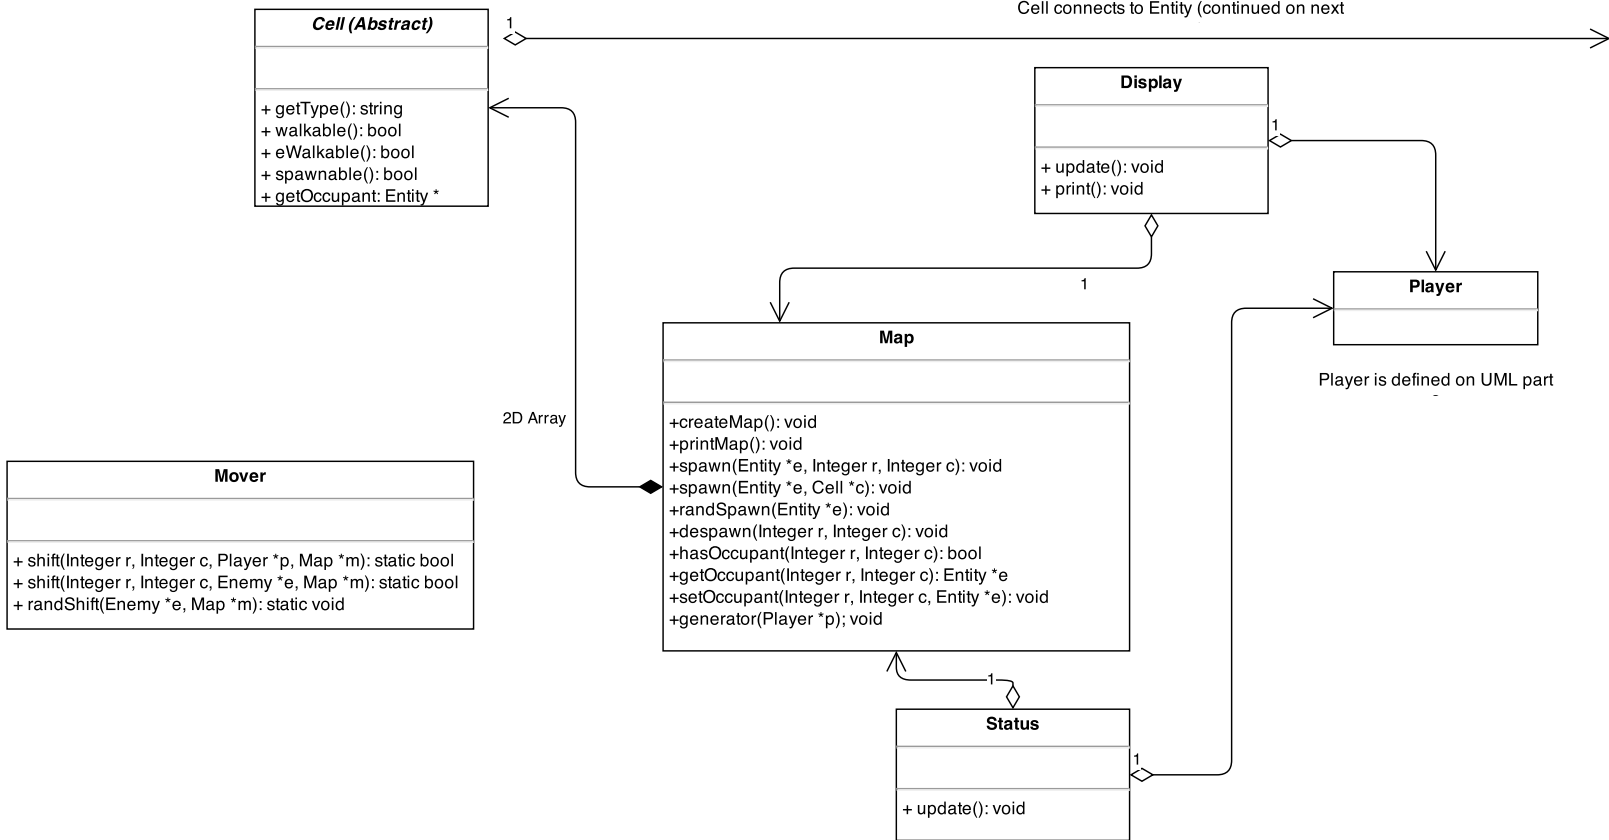 Cell connects to Entity (continued on next
Cell (Abstract)
1
+ getType(): string
+ walkable(): bool
+ eWalkable(): bool
+ spawnable(): bool
+ getOccupant: Entity *
Display
1
+ update(): void
+ print(): void
1
Player
Player is defined on UML part
Map
+createMap(): void
+printMap(): void
+spawn(Entity *e, Integer r, Integer c): void
+spawn(Entity *e, Cell *c): void
+randSpawn(Entity *e): void
+despawn(Integer r, Integer c): void
+hasOccupant(Integer r, Integer c): bool
+getOccupant(Integer r, Integer c): Entity *e
+setOccupant(Integer r, Integer c, Entity *e): void
+generator(Player *p); void
2D Array
Mover
+ shift(Integer r, Integer c, Player *p, Map *m): static bool
+ shift(Integer r, Integer c, Enemy *e, Map *m): static bool
+ randShift(Enemy *e, Map *m): static void
1
Status
1
+ update(): void